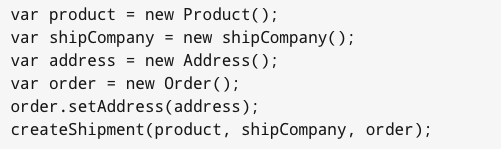 var product = new Product();
var shipCompany = new shipCompany();
var address = new Address();
var order = new Order();
order.setAddress(address);
createShipment(product, shipCompany, order);